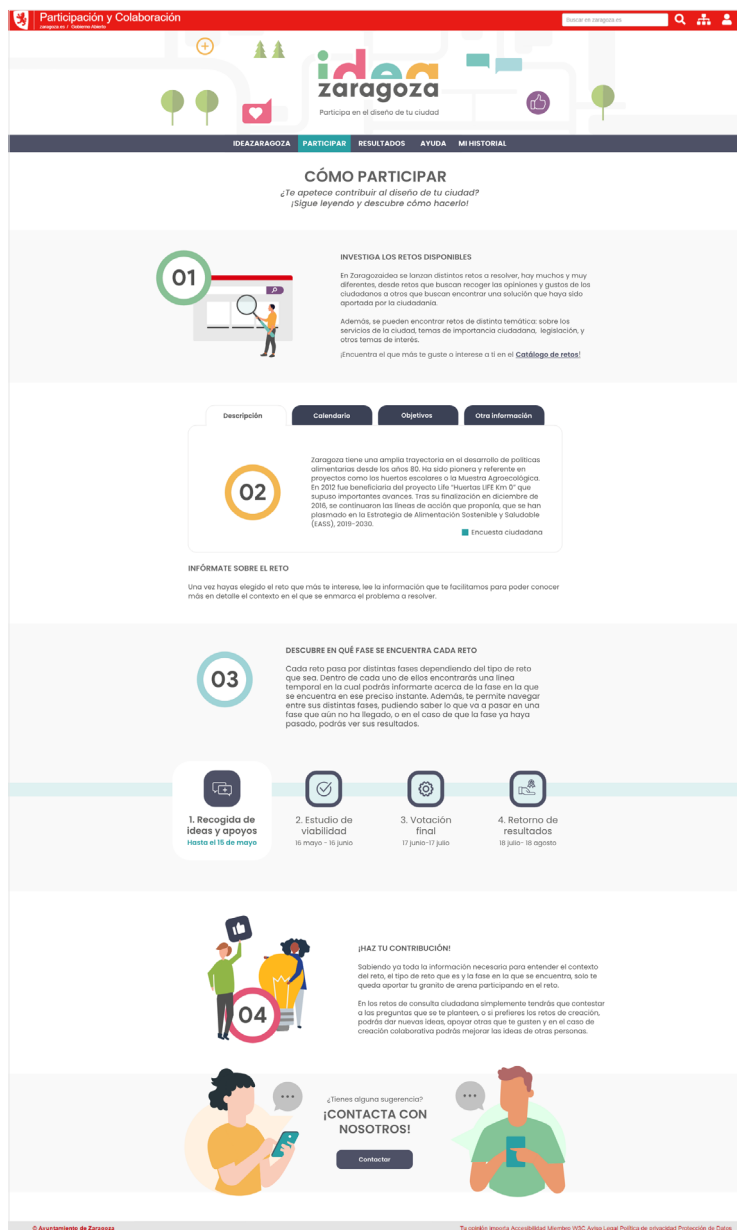 Participación y Colaboración
zaragoza.es / Gobierno Abierto
Buscar en zaragoza.es
idea
zaragoza
Participa en el diseño de tu ciudad
IDEAZARAGOZA PARTICIPAR RESULTADOS AYUDA MI HISTORIAL
CÓMO PARTICIPAR
¿Te apetece contribuir al diseño de tu ciudad?
¡Sigue leyendo y descubre cómo hacerlo!
01
INVESTIGA LOS RETOS DISPONIBLES
En Zaragozaidea se lanzan distintos retos a resolver, hay muchos y muy
diferentes, desde retos que buscan recoger las opiniones y gustos de los
ciudadanos a otros que buscan encontrar una solución que haya sido
aportada por la ciudadanía.
Además, se pueden encontrar retos de distinta temática: sobre los
servicios de la ciudad, temas de importancia ciudadana, legislación, y
otros temas de interés.
¡Encuentra el que más te guste o interese a ti en el Catálogo de retos!
Descripción Calendario Objetivos Otra información
02
Zaragoza tiene una amplia trayectoria en el desarrollo de políticas
alimentarias desde los años 80. Ha sido pionera y referente en
proyectos como los huertos escolares o la Muestra Agroecológica.
En 2012 fue beneficiaria del proyecto Life “Huertas LIFE Km 0” que
supuso importantes avances. Tras su finalización en diciembre de
2016, se continuaron las líneas de acción que proponía, que se han
plasmado en la Estrategia de Alimentación Sostenible y Saludable
(EASS), 2019-2030.
Encuesta ciudadana
INFÓRMATE SOBRE EL RETO
Una vez hayas elegido el reto que más te interese, lee la información que te facilitamos para poder conocer
más en detalle el contexto en el que se enmarca el problema a resolver.
03
DESCUBRE EN QUÉ FASE SE ENCUENTRA CADA RETO
Cada reto pasa por distintas fases dependiendo del tipo de reto
que sea. Dentro de cada uno de ellos encontrarás una línea
temporal en la cual podrás informarte acerca de la fase en la que
se encuentra en ese preciso instante. Además, te permite navegar
entre sus distintas fases, pudiendo saber lo que va a pasar en una
fase que aún no ha llegado, o en el caso de que la fase ya haya
pasado, podrás ver sus resultados.
1. Recogida de
ideas y apoyos
Hasta el 15 de mayo
2. Estudio de
viabilidad
16 mayo - 16 junio
3. Votación
final
17 junio-17 julio
4. Retorno de
resultados
18 julio- 18 agosto
04
¡HAZ TU CONTRIBUCIÓN!
Sabiendo ya toda la información necesaria para entender el contexto
del reto, el tipo de reto que es y la fase en la que se encuentra, solo te
queda aportar tu granito de arena participando en el reto.
En los retos de consulta ciudadana simplemente tendrás que contestar
a las preguntas que se te planteen, o si prefieres los retos de creación,
podrás dar nuevas ideas, apoyar otras que te gusten y en el caso de
creación colaborativa podrás mejorar las ideas de otras personas.
¿Tienes alguna sugerencia?
¡CONTACTA CON
NOSOTROS!
Contactar
© Ayuntamiento de Zaragoza
Tu opinión importa Accesibilidad Miembro W3C Aviso Legal Política de privacidad Protección de Datos